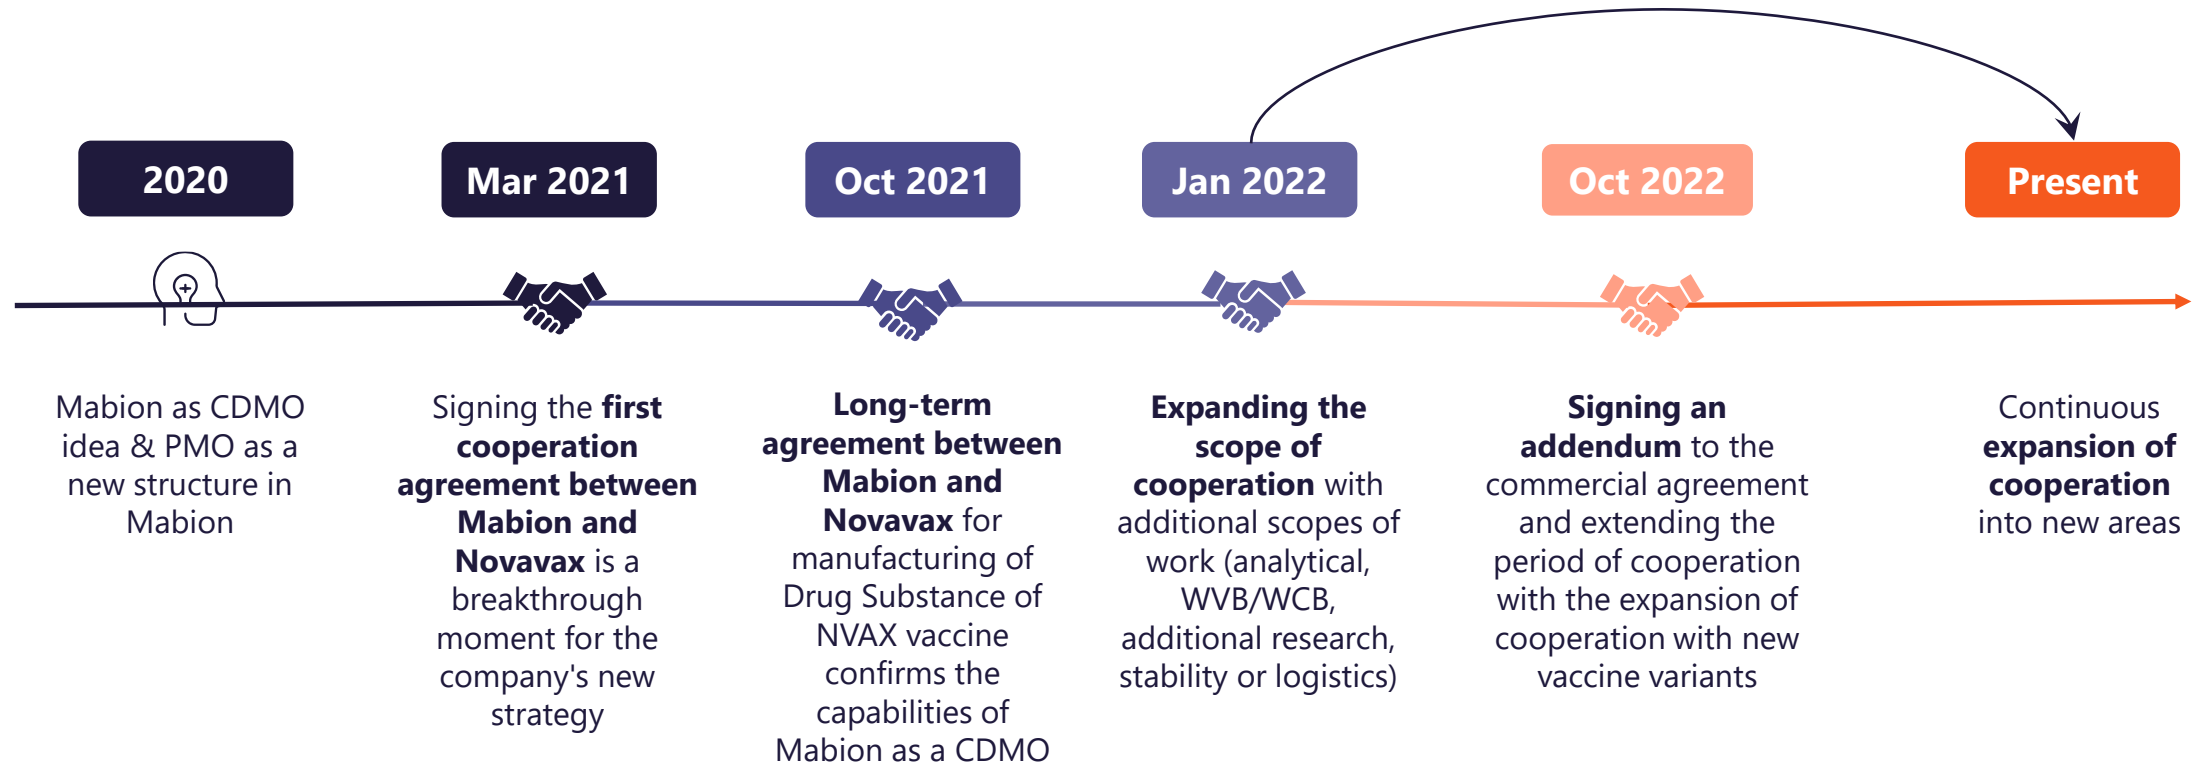 2020
Mar 2021
Oct 2021
Jan 2022
Oct 2022
Present
Mabion as CDMO
idea & PMO as a
new structure in
Mabion
Signing the first
cooperation
agreement between
Mabion and
Novavax is a
breakthrough
moment for the
company's new
strategy
Long-term
agreement between
Mabion and
Novavax for
manufacturing of
Drug Substance of
NVAX vaccine
confirms the
capabilities of
Mabion as a CDMO
Expanding the
scope of
cooperation with
additional scopes of
work (analytical,
WVB/WCB,
additional research,
stability or logistics)
Signing an
addendum to the
commercial agreement
and extending the
period of cooperation
with the expansion of
cooperation with new
vaccine variants
Continuous
expansion of
cooperation
into new areas